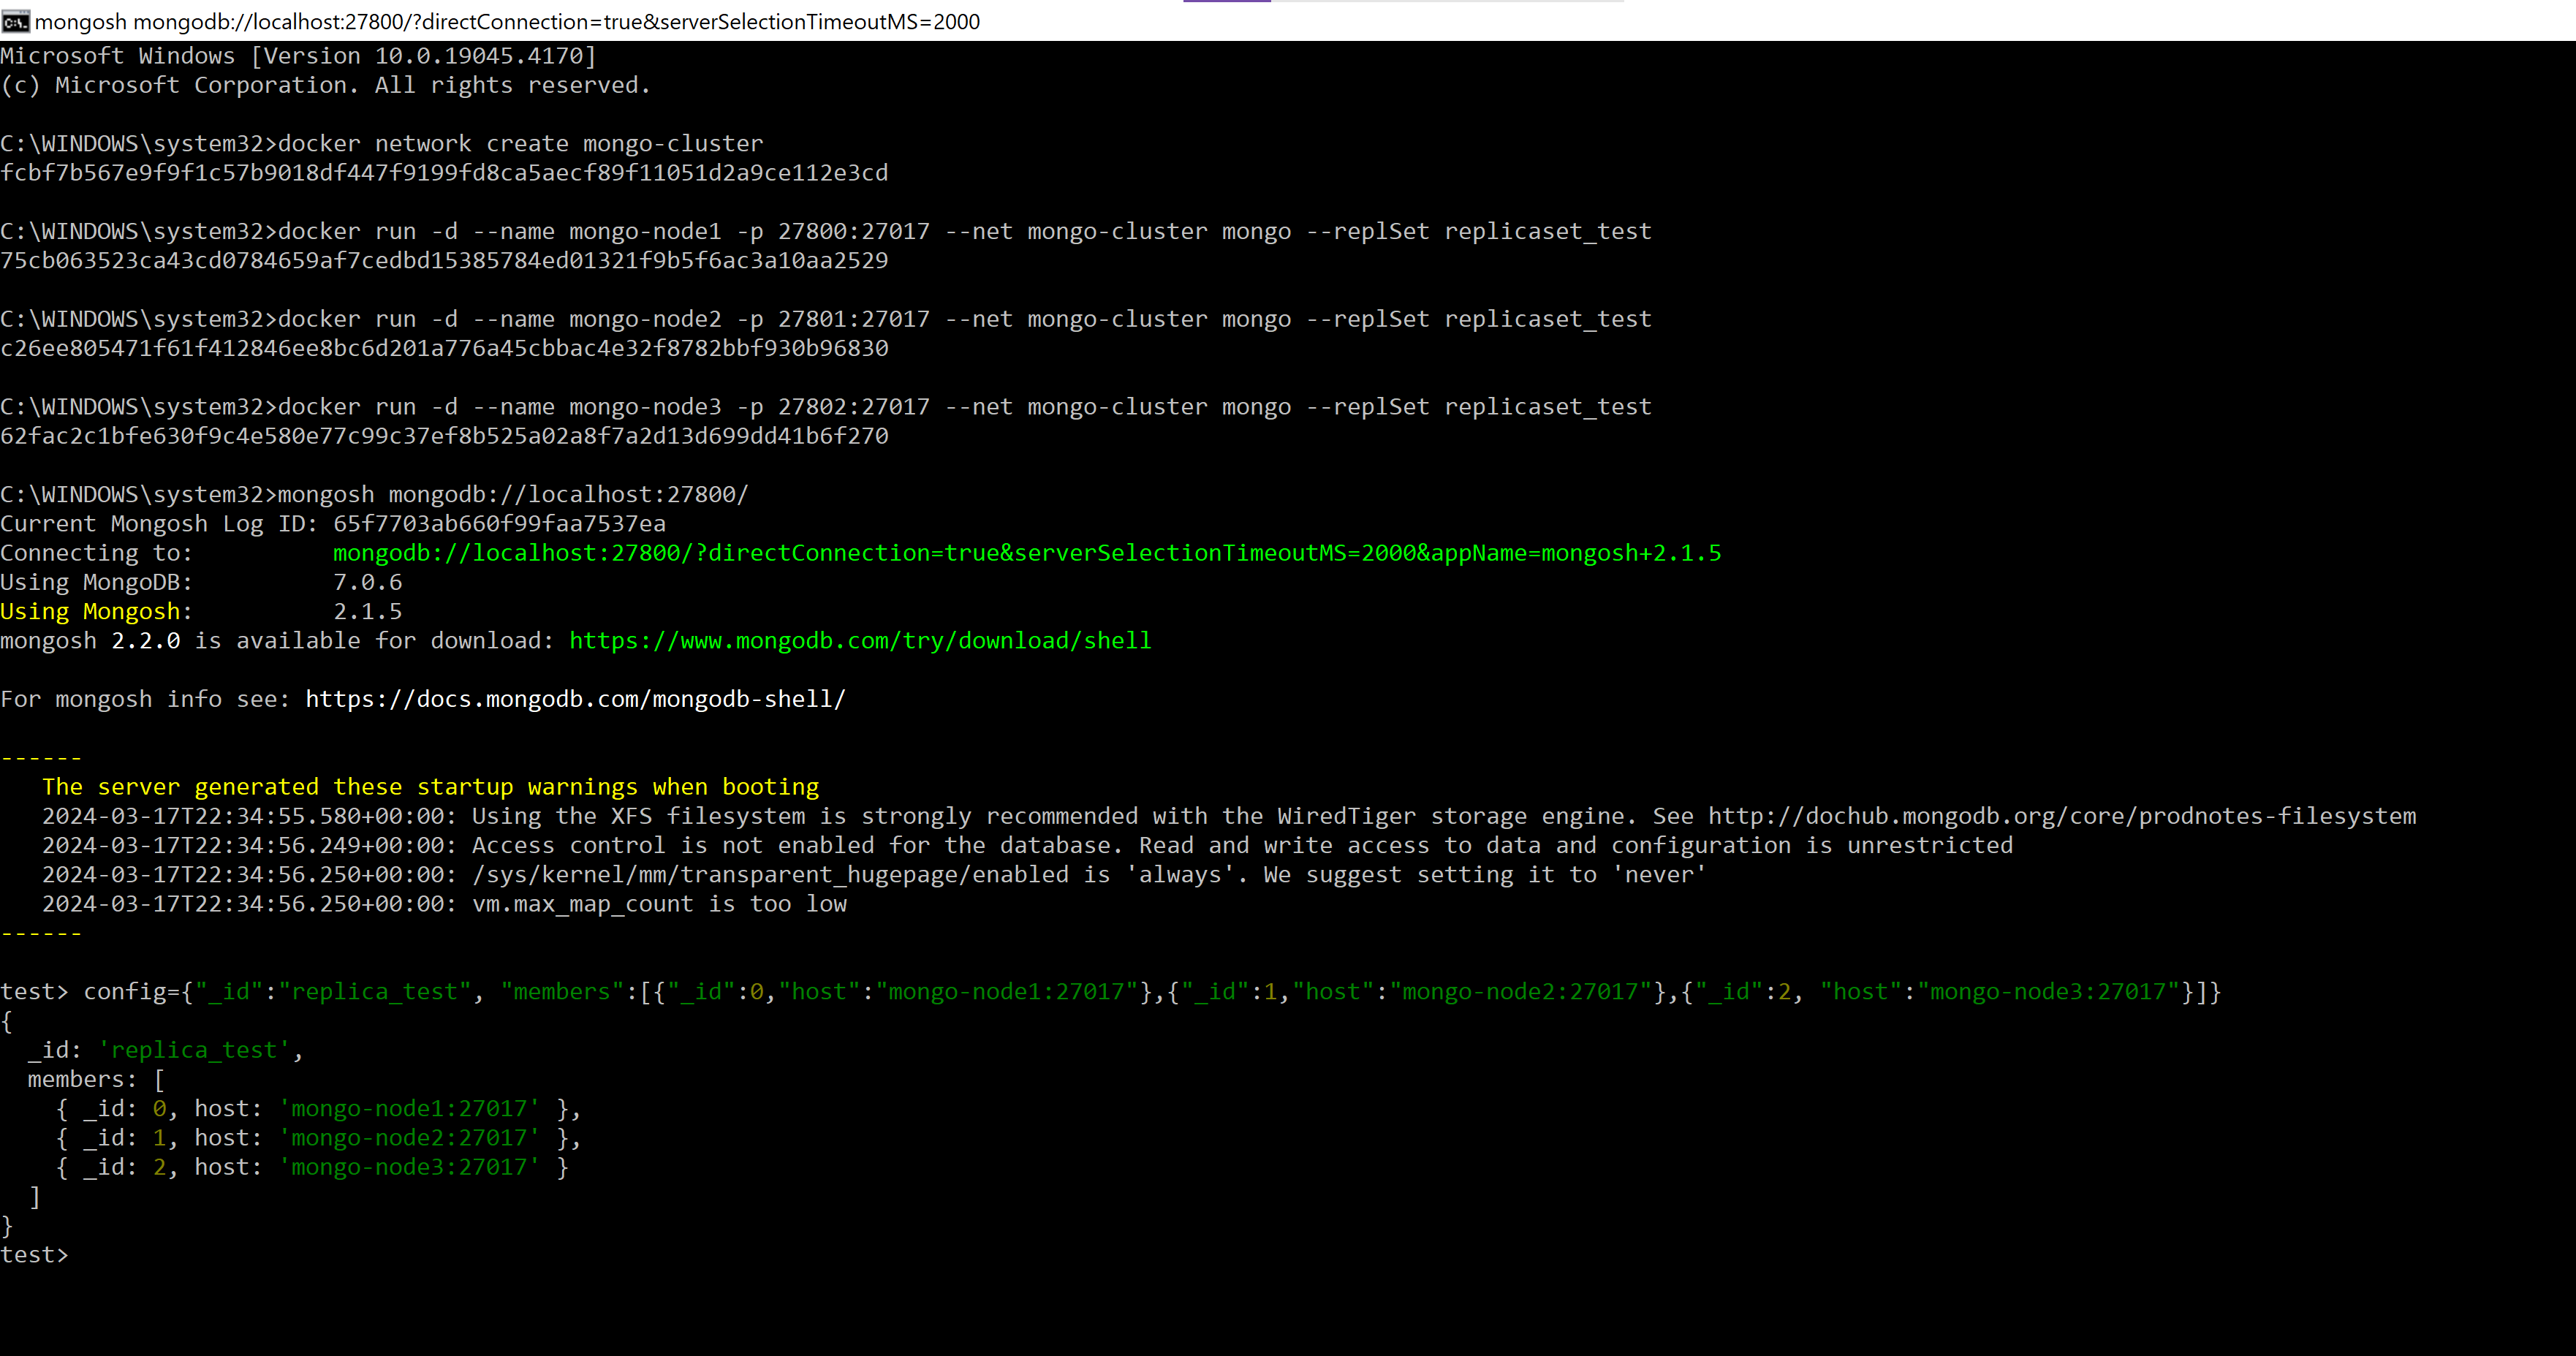 mongosh mongodb://localhost:27800/?directConnection=true&serverSelectionTimeoutMS=2000
Microsoft Windows [Version 10.0.19045.4170]
(c) Microsoft Corporation. All rights reserved.
C:\WINDOWS\system32>docker network create mongo-cluster
fcbf7b567e9f9f1c57b9018df447f9199fd8ca5aecf89f11051d2a9ce112e3cd
C:\WINDOWS\system32>docker run -d --name mongo-node1 -p 27800:27017 --net mongo-cluster mongo --replSet replicaset_test
75cb063523ca43cd0784659af7cedbd15385784ed01321f9b5f6ac3a10aa2529
C:\WINDOWS\system32>docker run -d --name mongo-node2 -p 27801:27017 --net mongo-cluster mongo --replSet replicaset_test
c26ee805471f61f412846ee8bc6d201a776a45cbbac4e32f8782bbf930b96830
C:\WINDOWS\system32>docker run -d --name mongo-node3 -p 27802:27017 --net mongo-cluster mongo --replSet replicaset_test
62fac2c1bfe630f9c4e580e77c99c37ef8b525a02a8f7a2d13d699dd41b6f270
C:\WINDOWS\system32>mongosh mongodb://localhost:27800/
Current Mongosh Log ID: 65f7703ab660f99faa7537ea
Connecting to: mongodb://localhost:27800/?directConnection=true&serverSelectionTimeoutMS=2000&appName=mongosh+2.1.5
Using MongoDB: 7.0.6
Using Mongosh: 2.1.5
mongosh 2.2.0 is available for download: https://www.mongodb.com/try/download/shell
For mongosh info see: https://docs.mongodb.com/mongodb-shell/
------
The server generated these startup warnings when booting
2024-03-17T22:34:55.580+00:00: Using the XFS filesystem is strongly recommended with the WiredTiger storage engine. See http://dochub.mongodb.org/core/prodnotes-filesystem
2024-03-17T22:34:56.249+00:00: Access control is not enabled for the database. Read and write access to data and configuration is unrestricted
2024-03-17T22:34:56.250+00:00: /sys/kernel/mm/transparent_hugepage/enabled is 'always'. We suggest setting it to 'never'
2024-03-17T22:34:56.250+00:00: vm.max_map_count is too low
------
test> config={"_id":"replica_test", "members":[{"_id":0,"host":"mongo-node1:27017"},{"_id":1,"host":"mongo-node2:27017"},{"_id":2, "host":"mongo-node3:27017"}]}
{
_id: 'replica_test',
members: [
{ _id: 0, host: 'mongo-node1:27017' },
{ _id: 1, host: 'mongo-node2:27017' },
{ _id: 2, host: 'mongo-node3:27017' }
]
}
test>